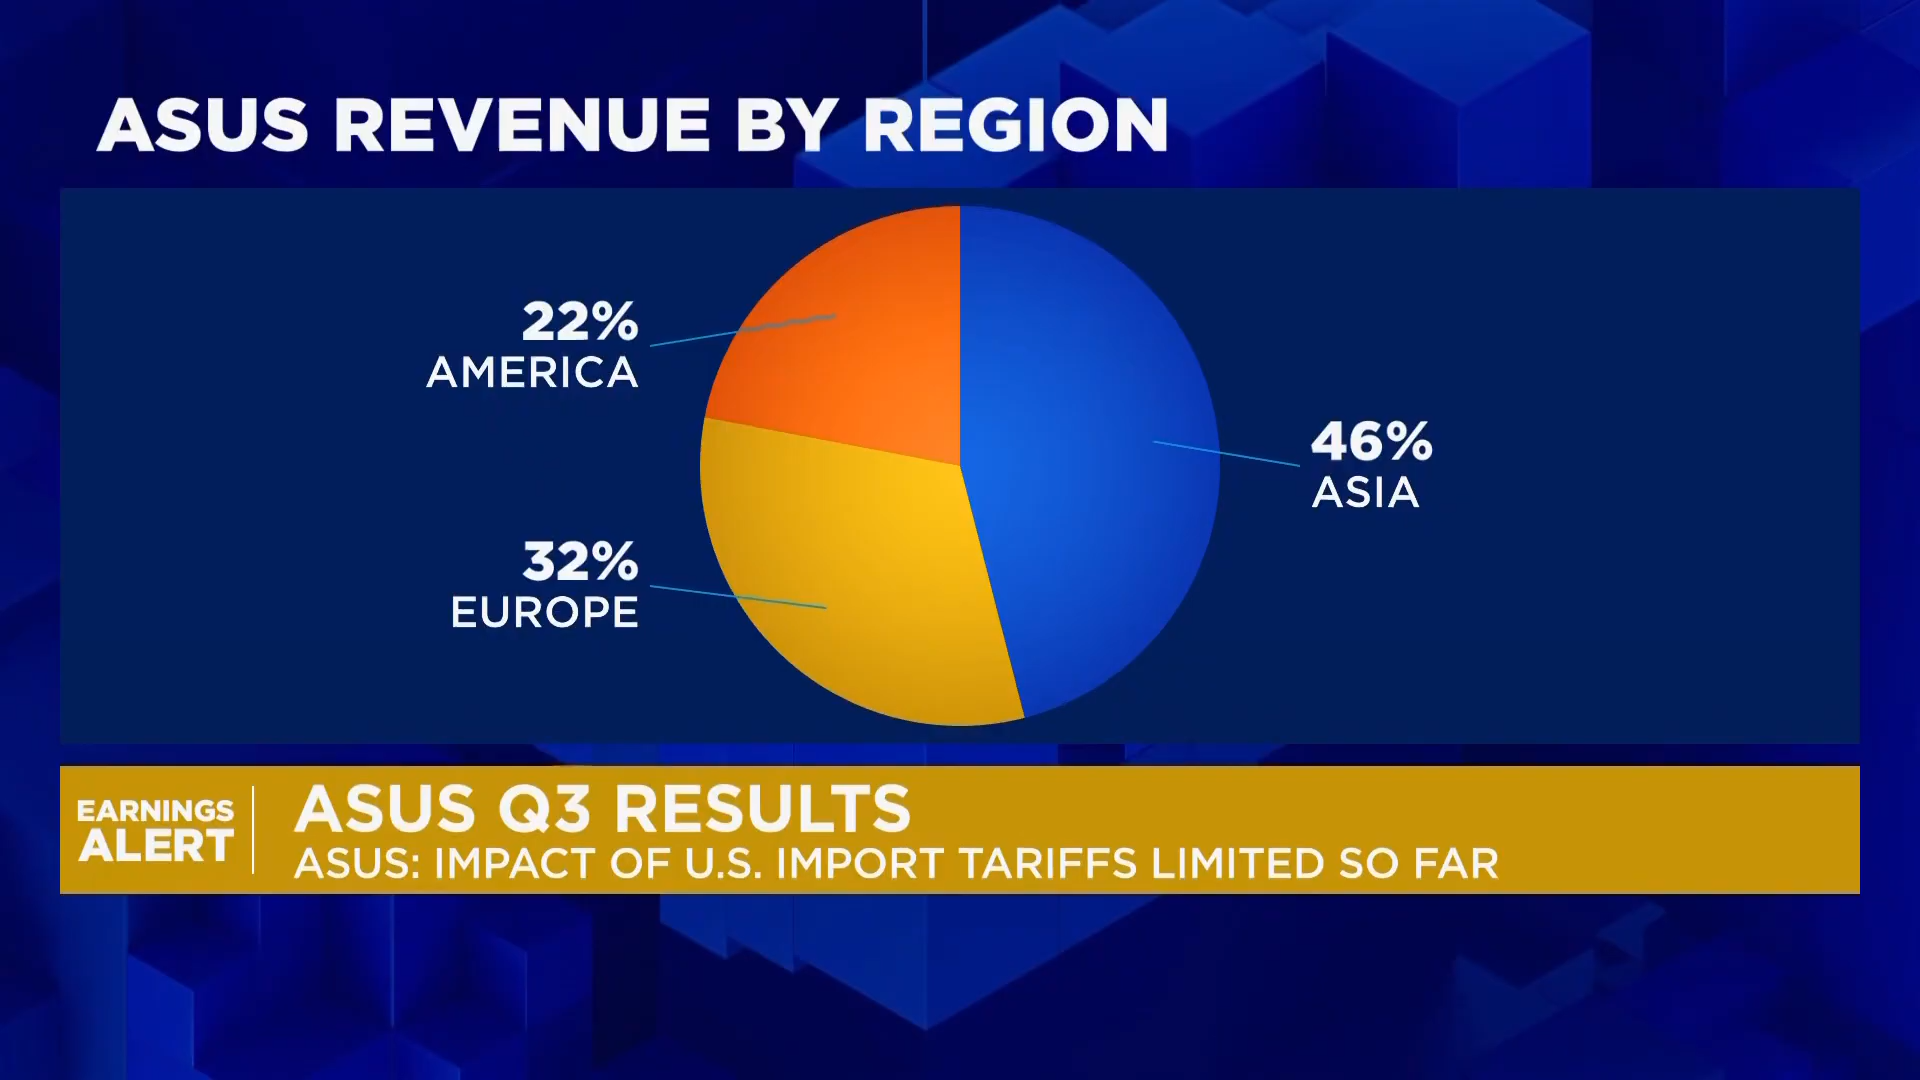 ASUS REVENUE BY REGION
22%
AMERICA
46%
ASIA
32%
EUROPE
EARNINGS
ALERT
ASUS Q3 RESULTS
ASUS: IMPACT OF U.S. IMPORT TARIFFS LIMITED SO FAR